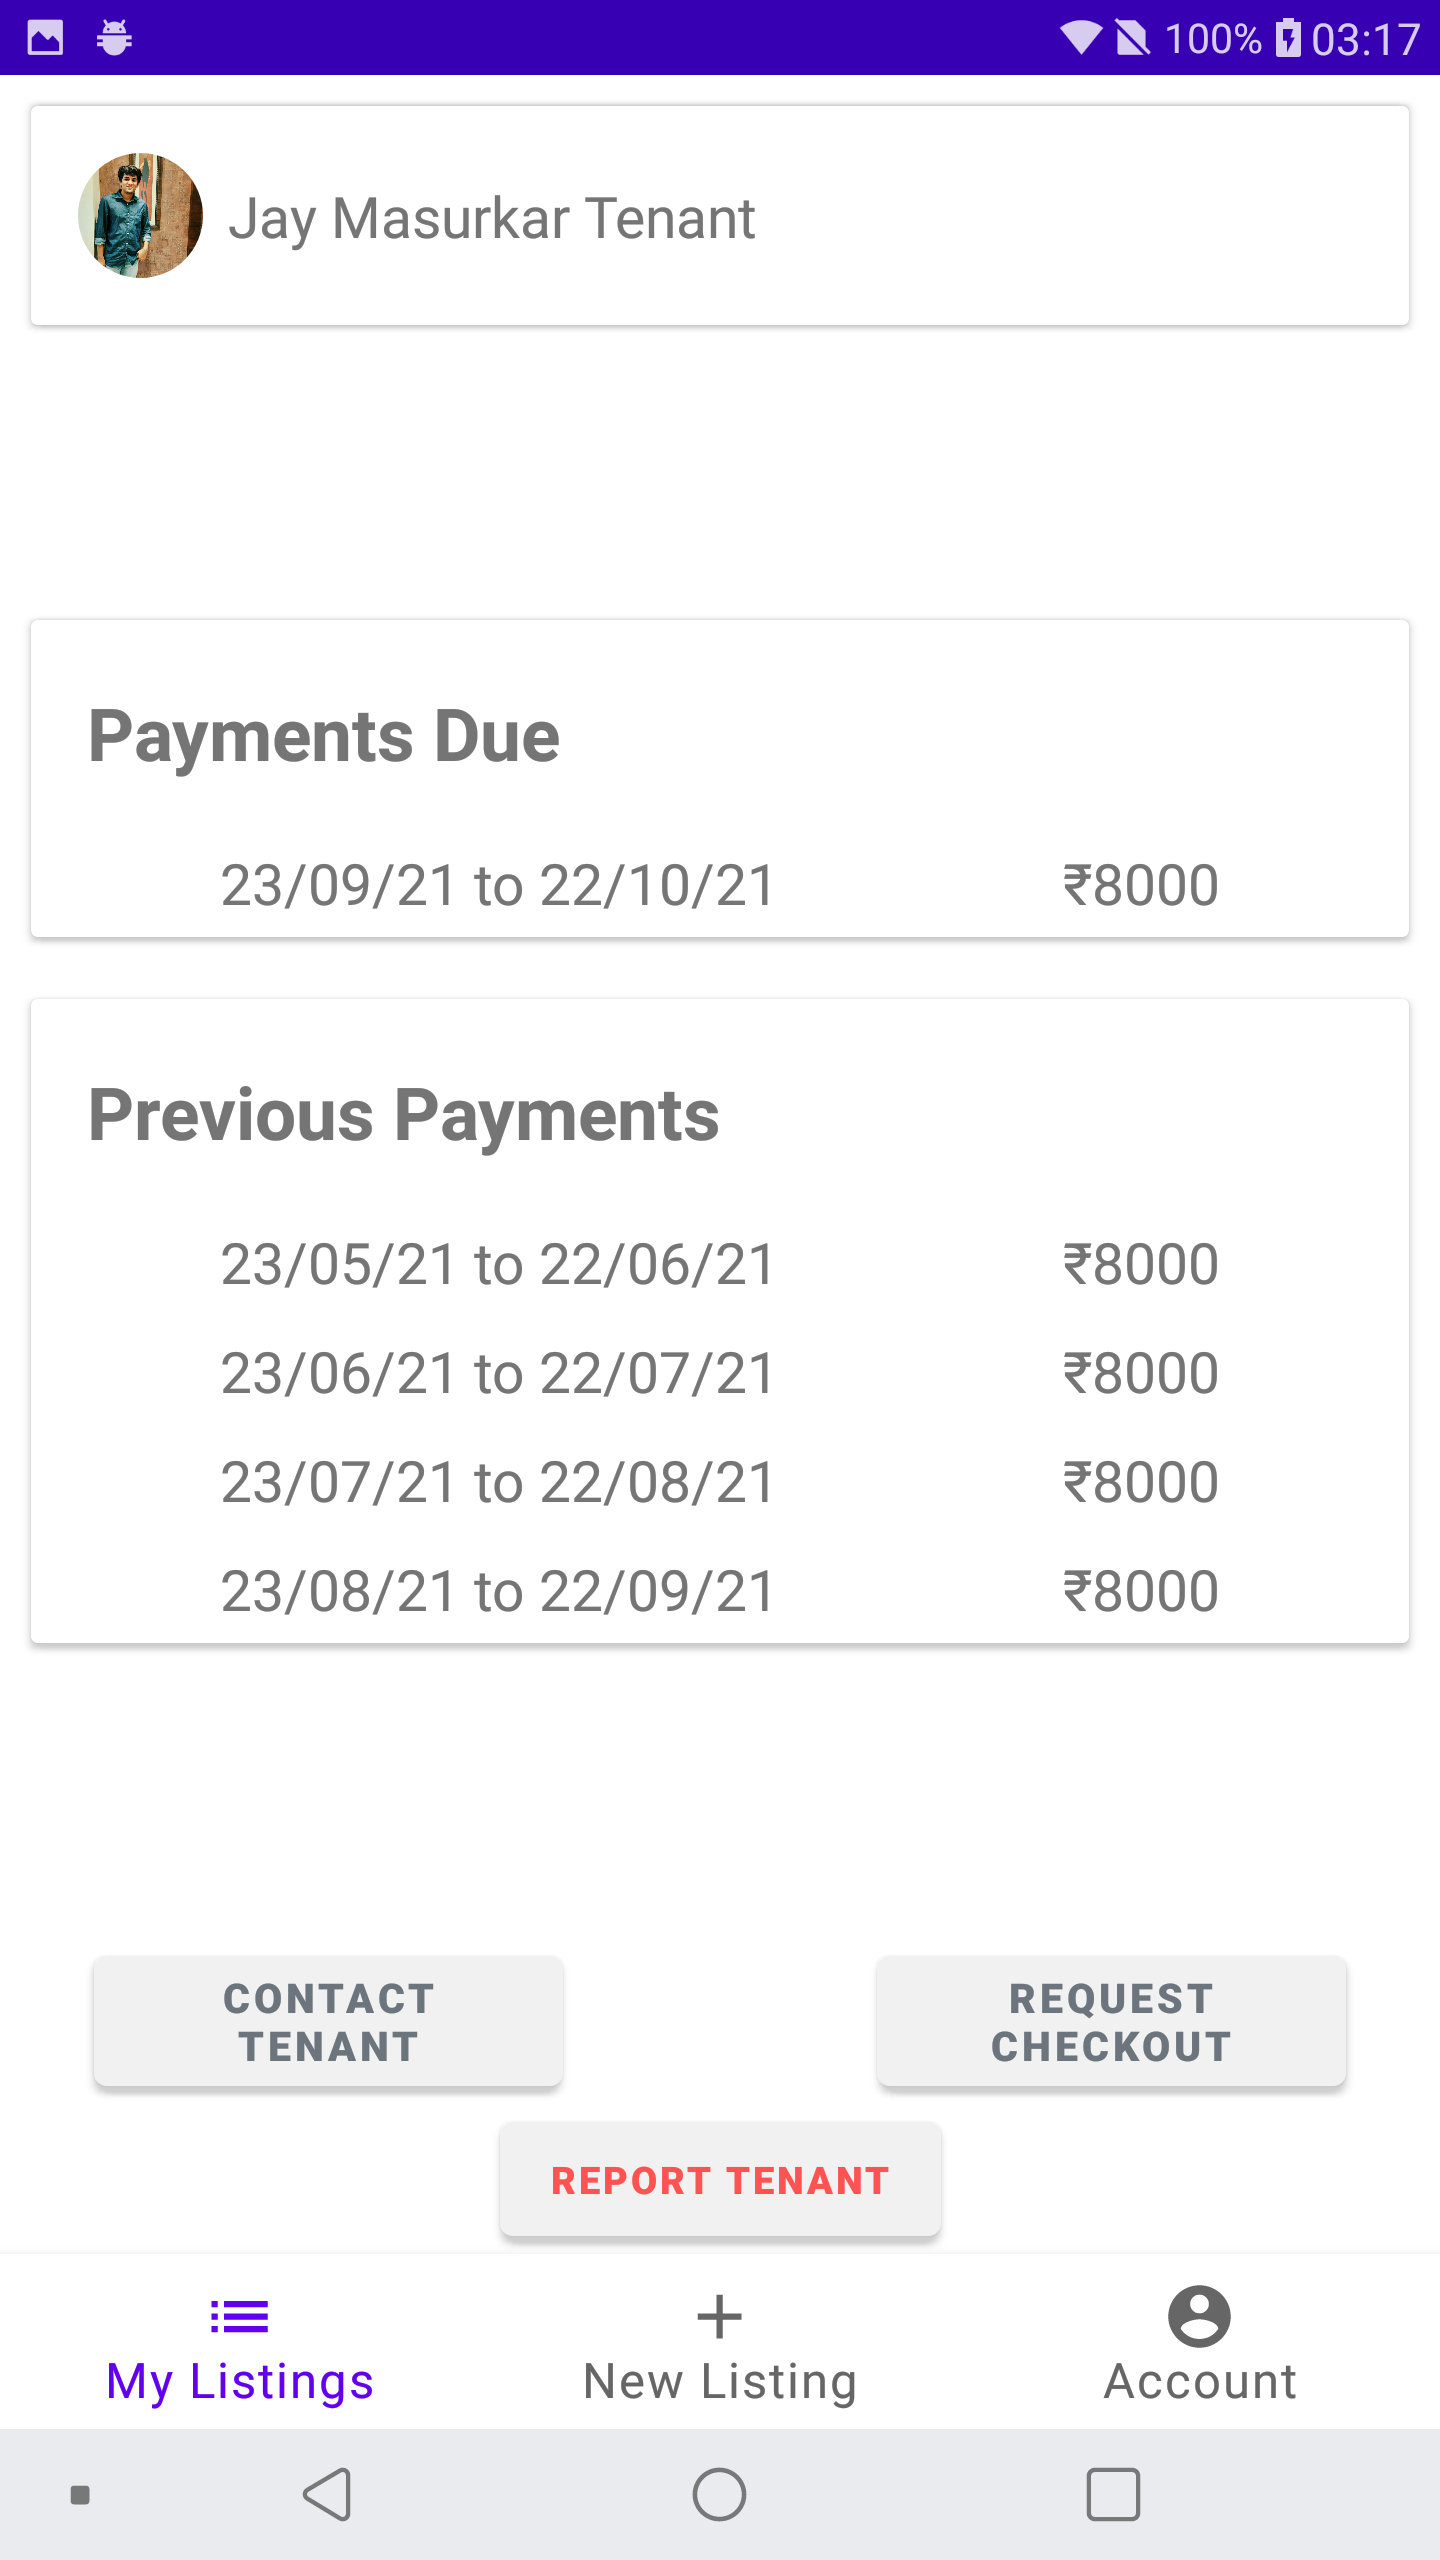 100% 03:17
Jay Masurkar Tenant
Payments Due
23/09/21 to 22/10/21 ₹8000
Previous Payments
23/05/21 to 22/06/21 ₹8000
23/06/21 to 22/07/21 ₹8000
23/07/21 to 22/08/21 ₹8000
23/08/21 to 22/09/21 ₹8000
CONTACT
TENANT
REQUEST
CHECKOUT
REPORT TENANT
My Listings
New Listing
Account